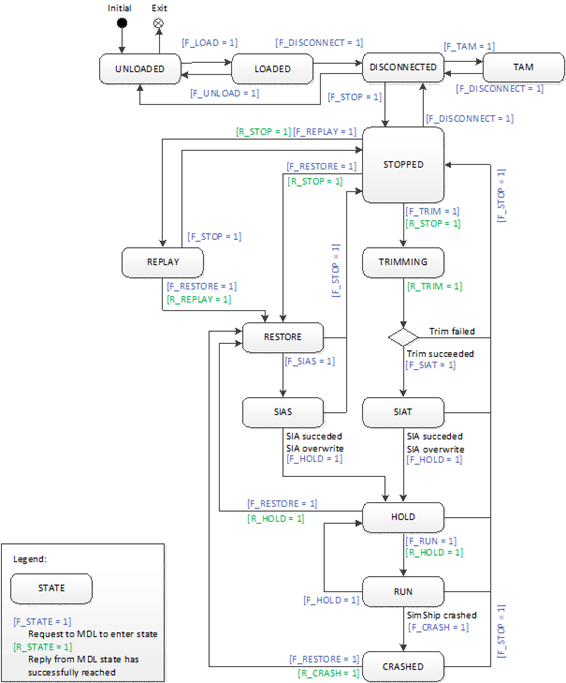 Initial Exit
[F_LOAD = 1] [F_DISCONNECT = 1] [F_TAM = 1]
UNLOADED LOADED DISCONNECTED TAM
[F_UNLOAD = 1] [F_DISCONNECT = 1]
[F_STOP = 1]
[F_DISCONNECT = 1]
[R_STOP = 1] [F_REPLAY = 1]
STOPPED
[F_RESTORE = 1]
[R_STOP = 1]
[F_STOP = 1]
[F_TRIM = 1]
[R_STOP = 1]
[F_STOP = 1]
REPLAY
[F_STOP = 1]
TRIMMING
[F_RESTORE = 1]
[R_REPLAY = 1]
[R_TRIM = 1]
RESTORE
Trim failed
Trim succeeded
[F_SIAS = 1]
[F_SIAT = 1]
SIAS SIAT
SIA succeded
SIA overwrite
[F_HOLD = 1]
SIA succeded
SIA overwrite
[F_HOLD = 1]
[F_RESTORE = 1]
[R_HOLD = 1]
HOLD
[F_RUN = 1]
[R_HOLD = 1]
RUN
[F_HOLD = 1]
SimShip crashed
[F_CRASH = 1]
[F_STOP = 1]
[F_RESTORE = 1]
[R_CRASH = 1]
CRASHED
Legend:
STATE
[F_STATE = 1]
Request to MDL to enter state
[R_STATE = 1]
Reply from MDL state has
successfully reached